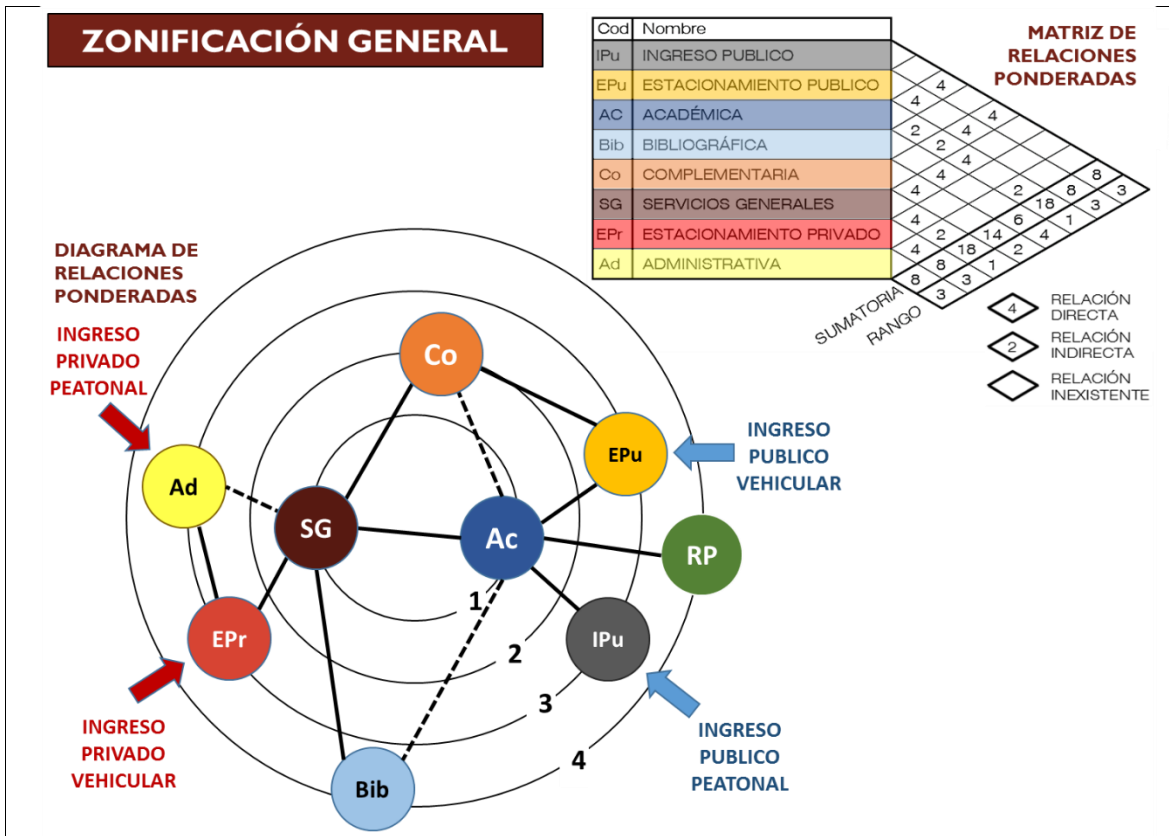 ZONIFICACIÓN GENERAL
Cod Nombre
IPu INGRESO PUBLICO
EPu ESTACIONAMIENTO PUBLICO
AC ACADÉMICA
Bib BIBLIOGRÁFICA
Co COMPLEMENTARIA
SG SERVICIOS GENERALES
EPr ESTACIONAMIENTO PRIVADO
Ad ADMINISTRATIVA
MATRIZ DE
RELACIONES
PONDERADAS
4
4 4
2 4
2
4 4 8
4 2 8 3
18 3
4 6 1
2 14 4
4 18 2
8 1
8 3
3
SUMATORIA
RANGO
4 RELACIÓN
DIRECTA
2 RELACIÓN
INDIRECTA
RELACIÓN
INEXISTENTE
DIAGRAMA DE
RELACIONES
PONDERADAS
INGRESO
PRIVADO
PEATONAL
Co
EPu
INGRESO
PUBLICO
VEHICULAR
Ad
SG
Ac
RP
1
EPr
IPu
2
3
4
INGRESO
PRIVADO
VEHICULAR
INGRESO
PUBLICO
PEATONAL
Bib